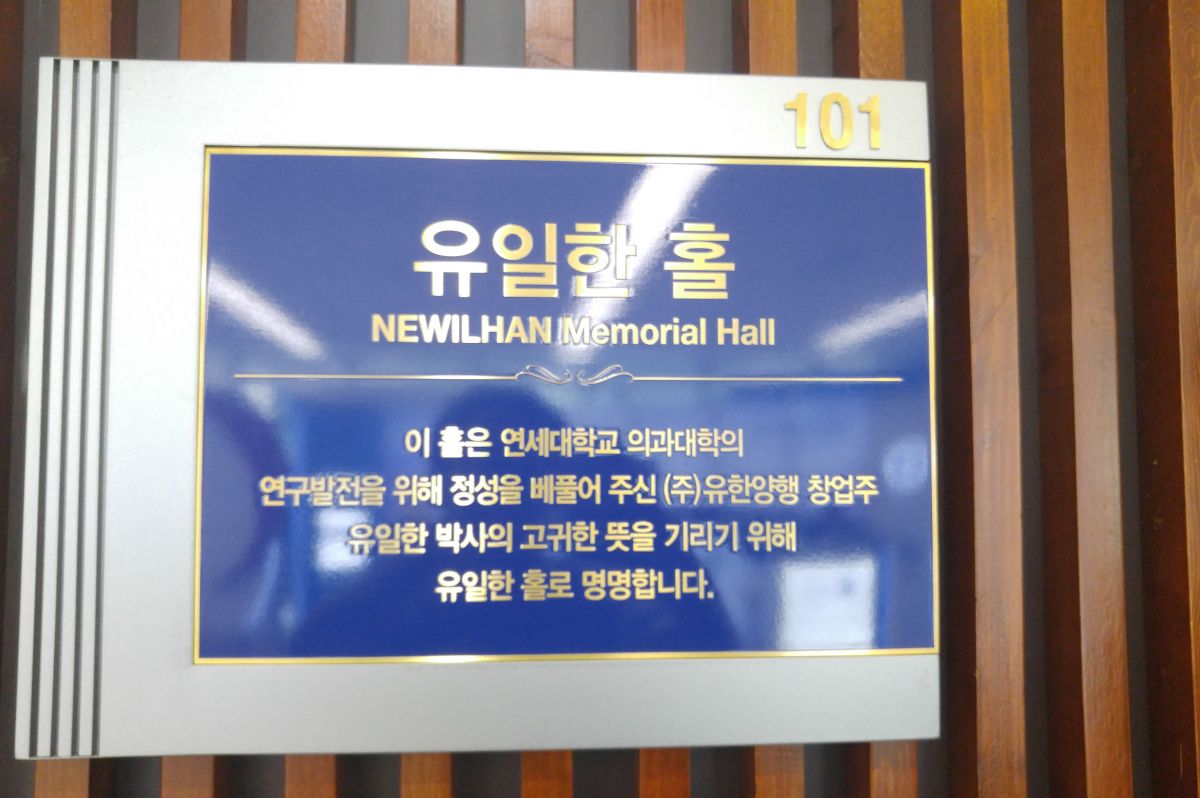 101
유일한 홀
NEWILHAN Memorial Hall
이 홀은 연세대학교 의과대학의
연구발전을 위해 정성을 베풀어 주신 (주)유한양행 창업주
유일한 박사의 고귀한 뜻을 기리기 위해
유일한 홀로 명명합니다.